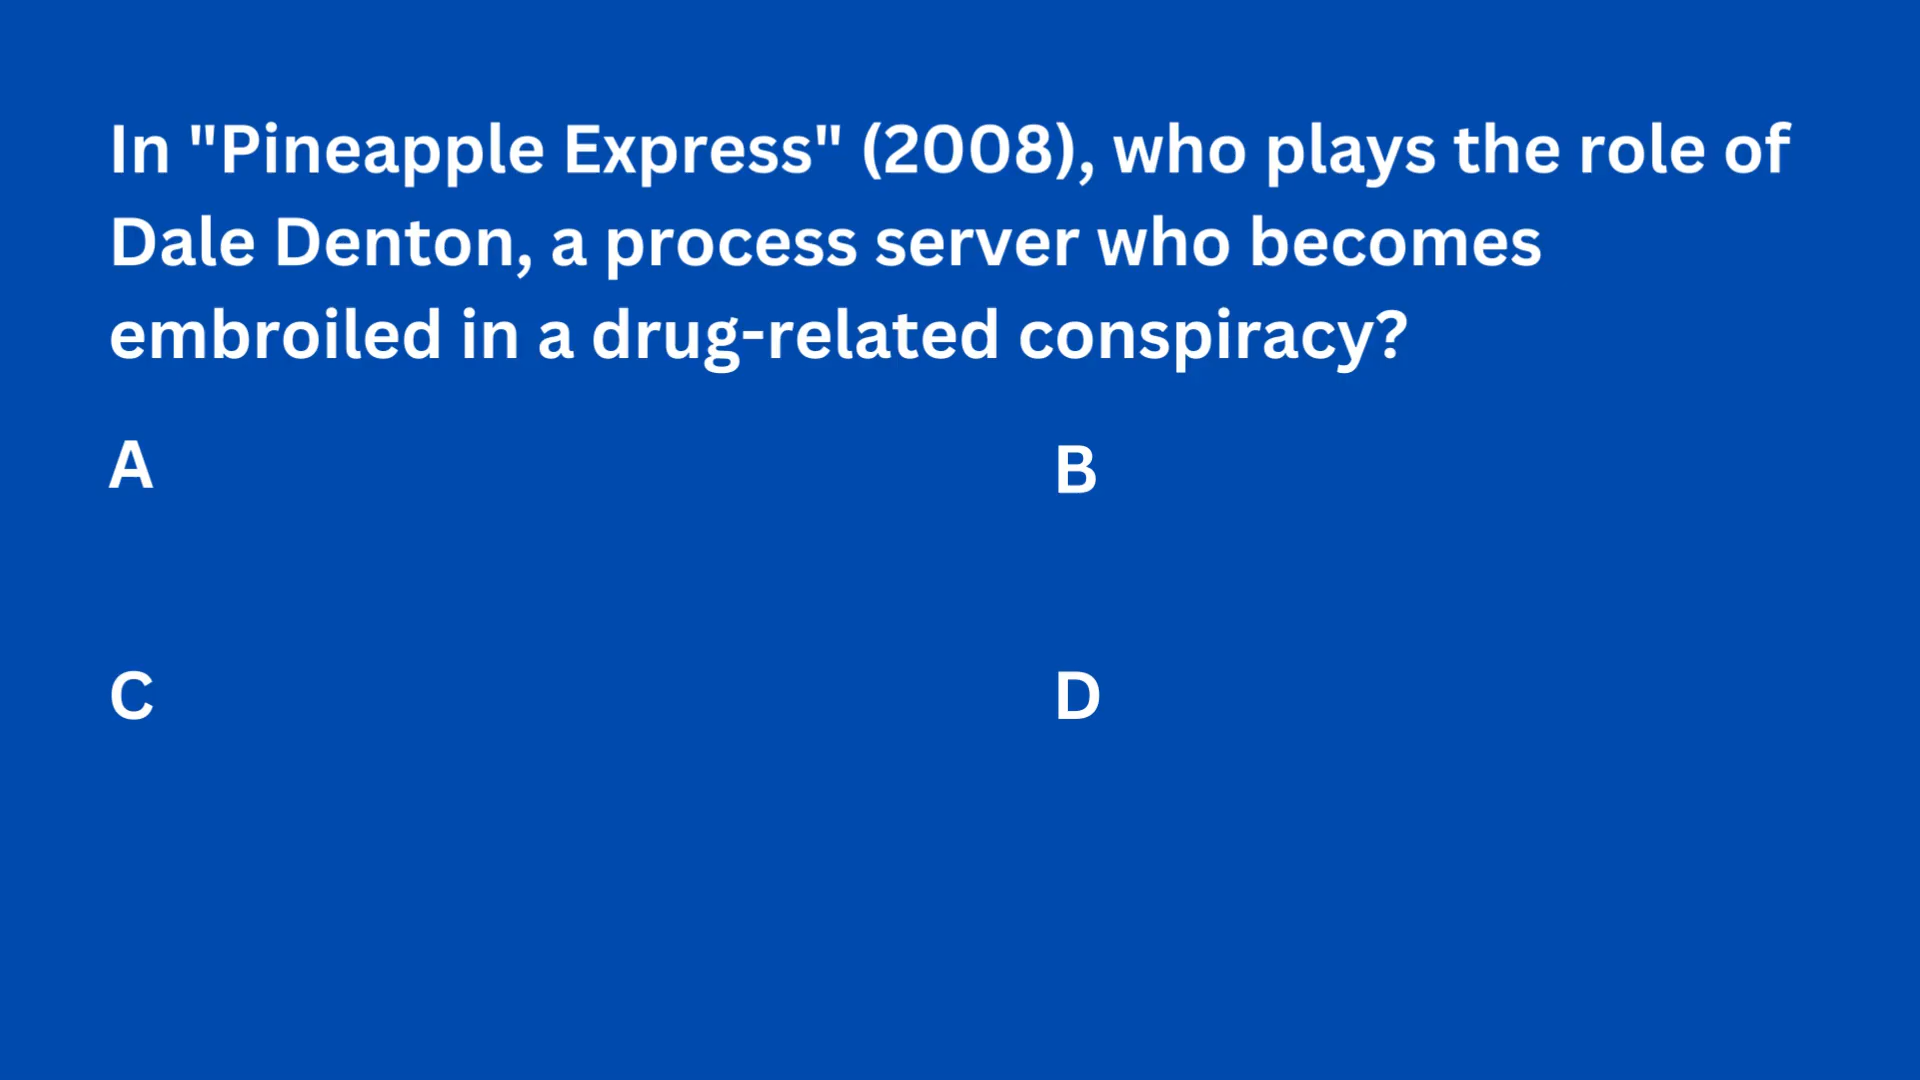 In "Pineapple Express" (2008), who plays the role of
Dale Denton, a process server who becomes
embroiled in a drug-related conspiracy?
A
B
C
D